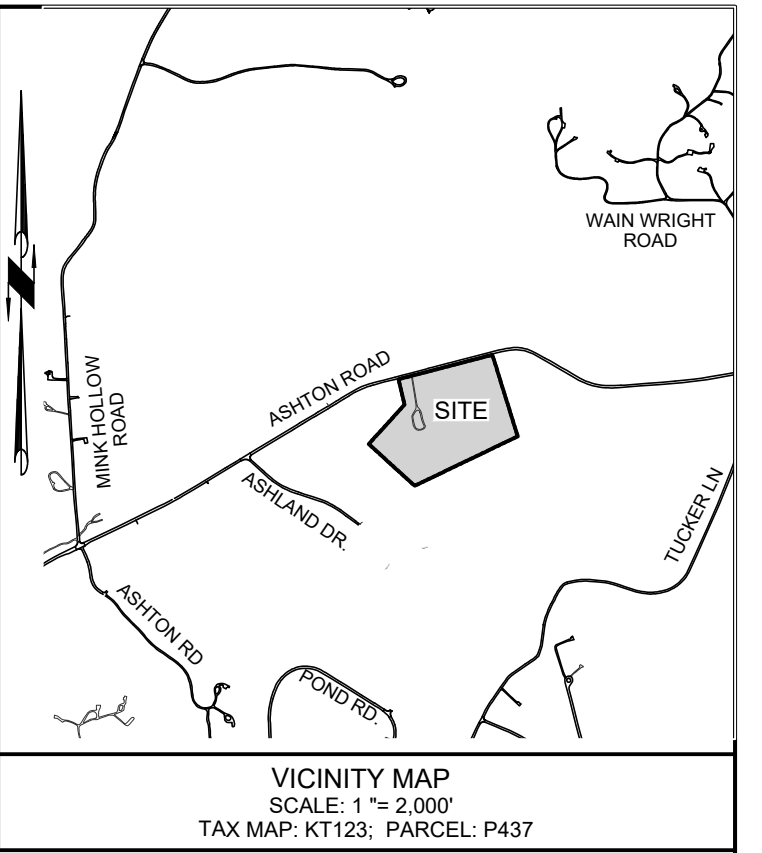 WAIN WRIGHT
ROAD
MINK HOLLOW
ROAD
ASHTON ROAD
SITE
ASHLAND DR.
TUCKER LN
ASHTON RD
POND RD.
N
VICINITY MAP
SCALE: 1 "= 2,000'
TAX MAP: KT123; PARCEL: P437